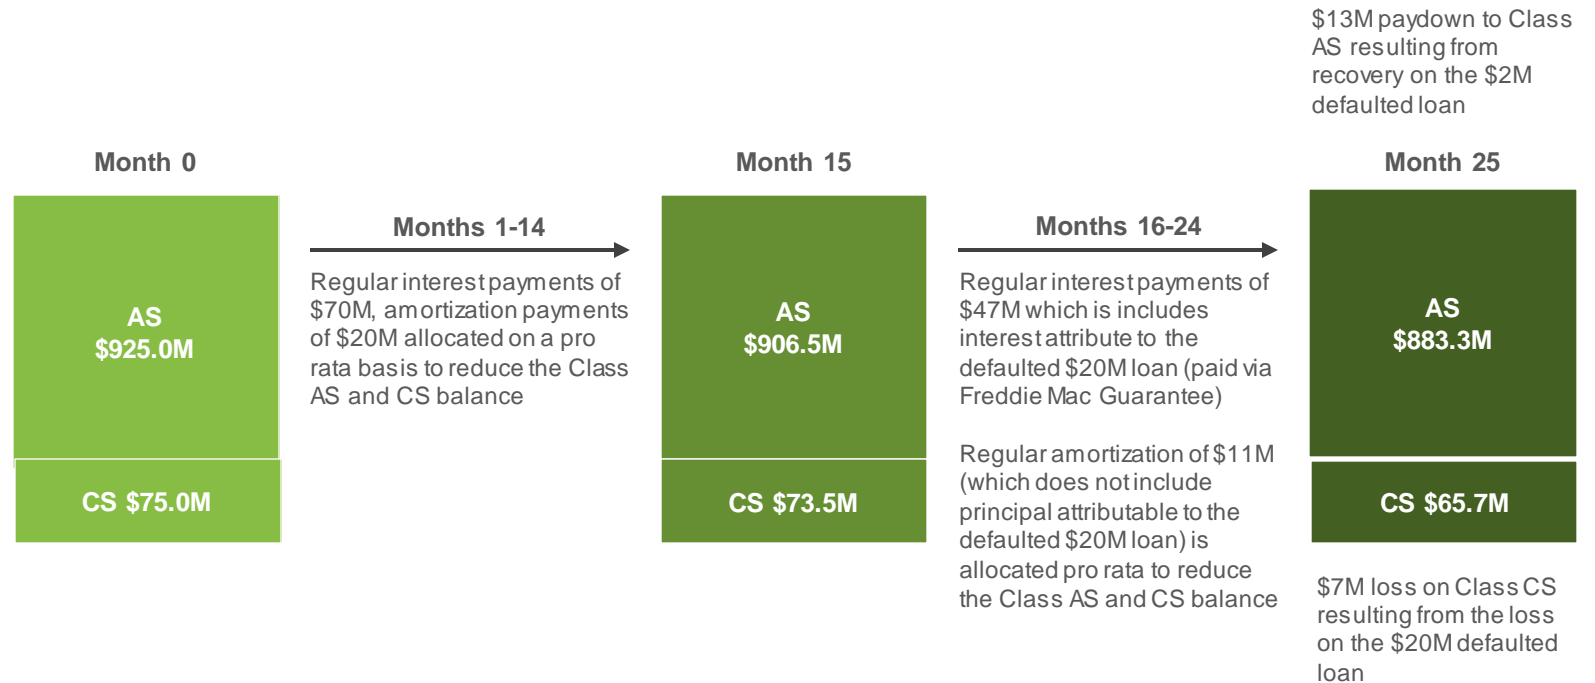 Month 0
AS
$925.0M
CS $75.0M
Months 1-14
Regular interest payments of
$70M, amortization payments
of $20M allocated on a pro
rata basis to reduce the Class
AS and CS balance
Month 15
AS
$906.5M
CS $73.5M
Months 16-24
Regular interest payments of
$47M which is includes
interest attribute to the
defaulted $20M loan (paid via
Freddie Mac Guarantee)
Regular amortization of $11M
(which does not include
principal attributable to the
defaulted $20M loan) is
allocated pro rata to reduce
the Class AS and CS balance
$13M paydown to Class
AS resulting from
recovery on the $2M
defaulted loan
Month 25
AS
$883.3M
CS $65.7M
$7M loss on Class CS
resulting from the loss
on the $20M defaulted
loan